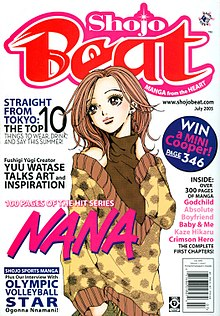 Shojo
Beat
MANGA from the HEART
www.shojobeat.com
July 2005
STRAIGHT
FROM
TOKYO:
THE TOP 10
THINGS TO WEAR, DRINK,
AND SAY THIS SUMMER
WIN
a MINI
Cooper!
PAGE 346
Fushigi Yûgi Creator
YUU WATASE
TALKS ART and
INSPIRATION
100 PAGES OF THE HIT SERIES
NANA
INSIDE:
OVER
300 PAGES
OF MANGA
Godchild
Absolute
Boyfriend
Baby & Me
Kaze Hikaru
Crimson Hero
THE COMPLETE
FIRST CHAPTERS!
SHOJO SPORTS MANGA
Plus: Our Interview With
OLYMPIC
VOLLEYBALL
STAR
Ogonna Nnamani!